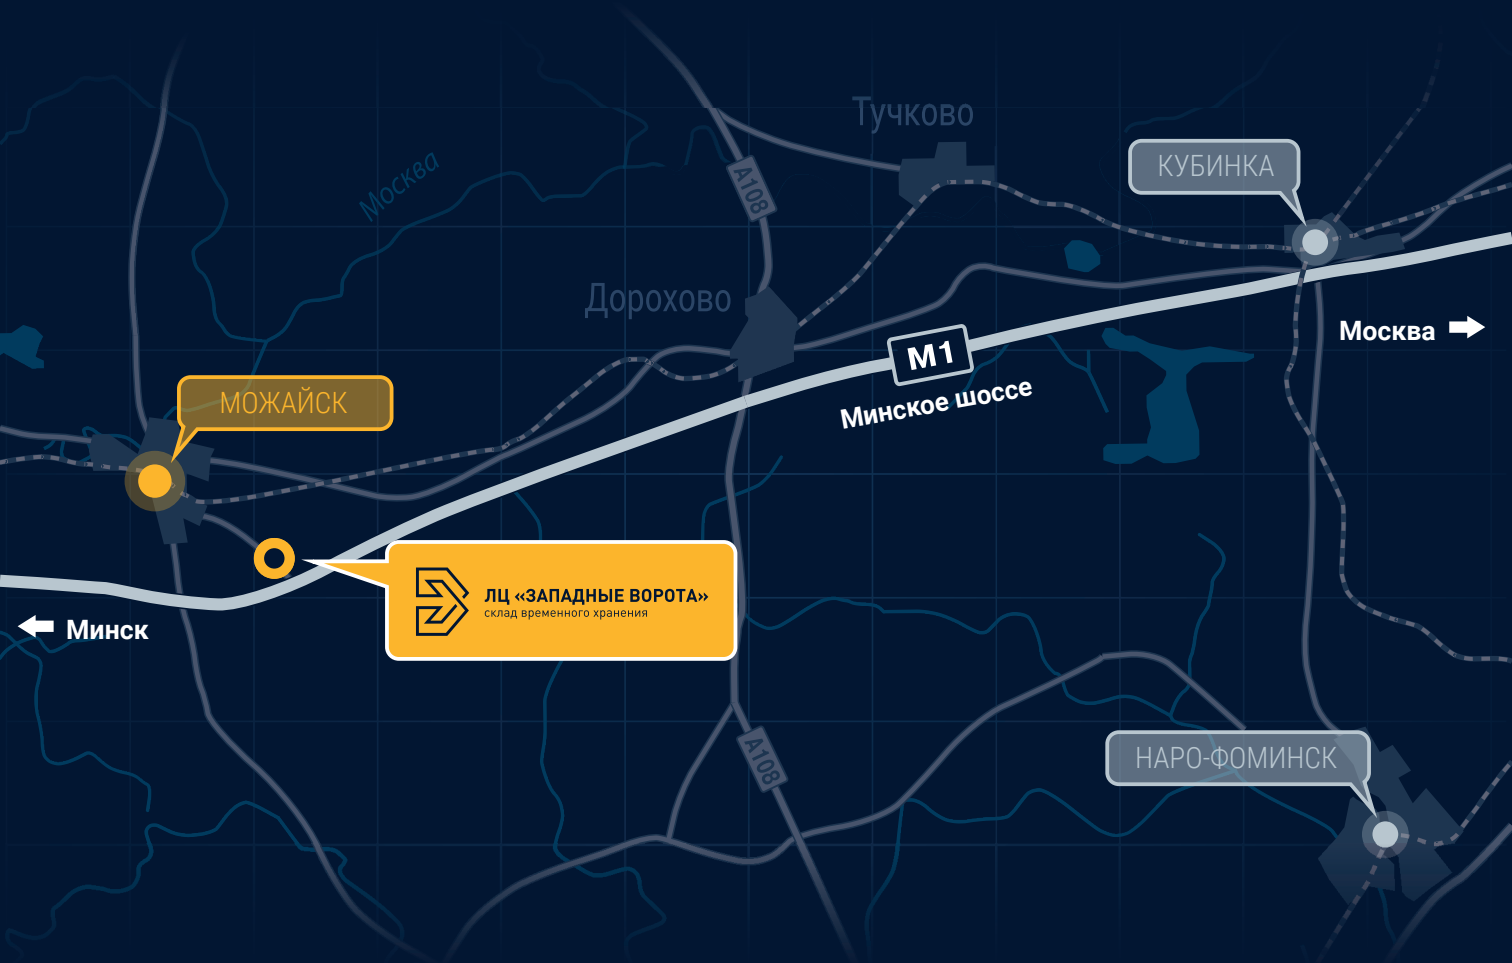 Тучково
Москва
А108
КУБИНКА
Дорохово
Москва
М1
Минское шоссе
МОЖАЙСК
ЛЦ «ЗАПАДНЫЕ ВОРОТА»
склад временного хранения
Минск
А108
НАРО-ФОМИНСК